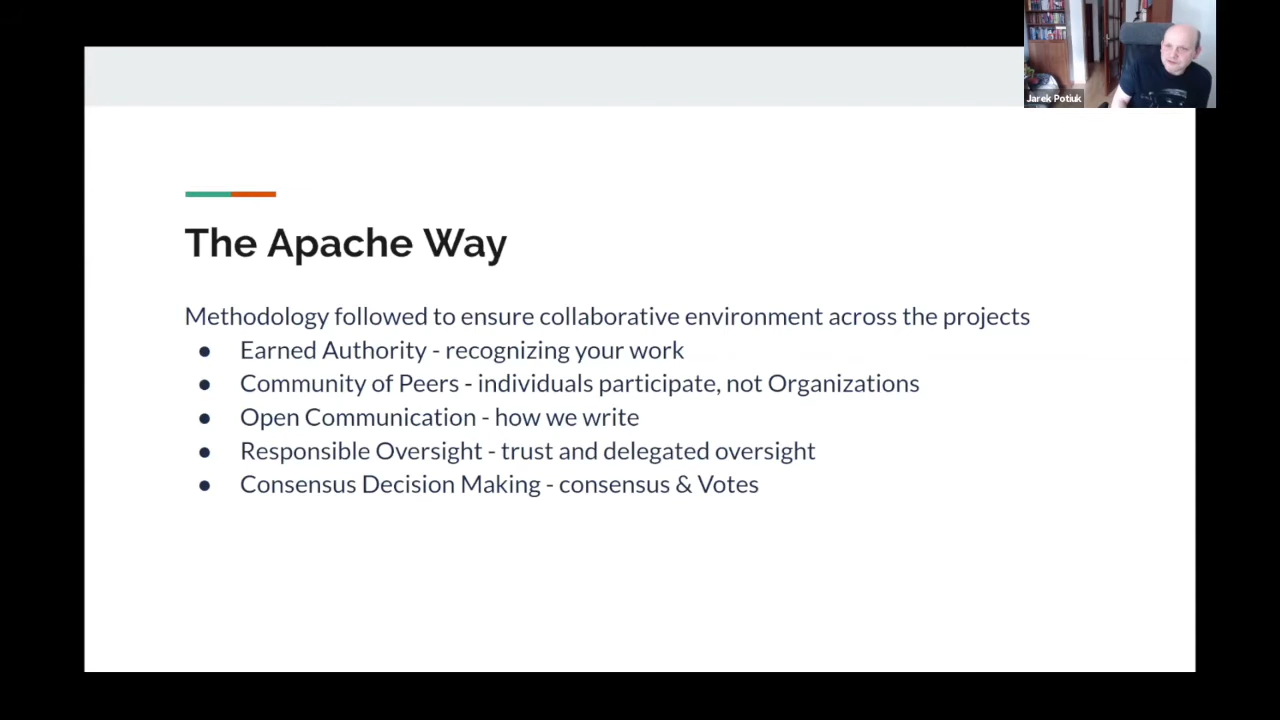 Jarek Potiuk
The Apache Way
Methodology followed to ensure collaborative environment across the projects
● Earned Authority - recognizing your work
● Community of Peers - individuals participate, not Organizations
● Open Communication - how we write
● Responsible Oversight - trust and delegated oversight
● Consensus Decision Making - consensus & Votes